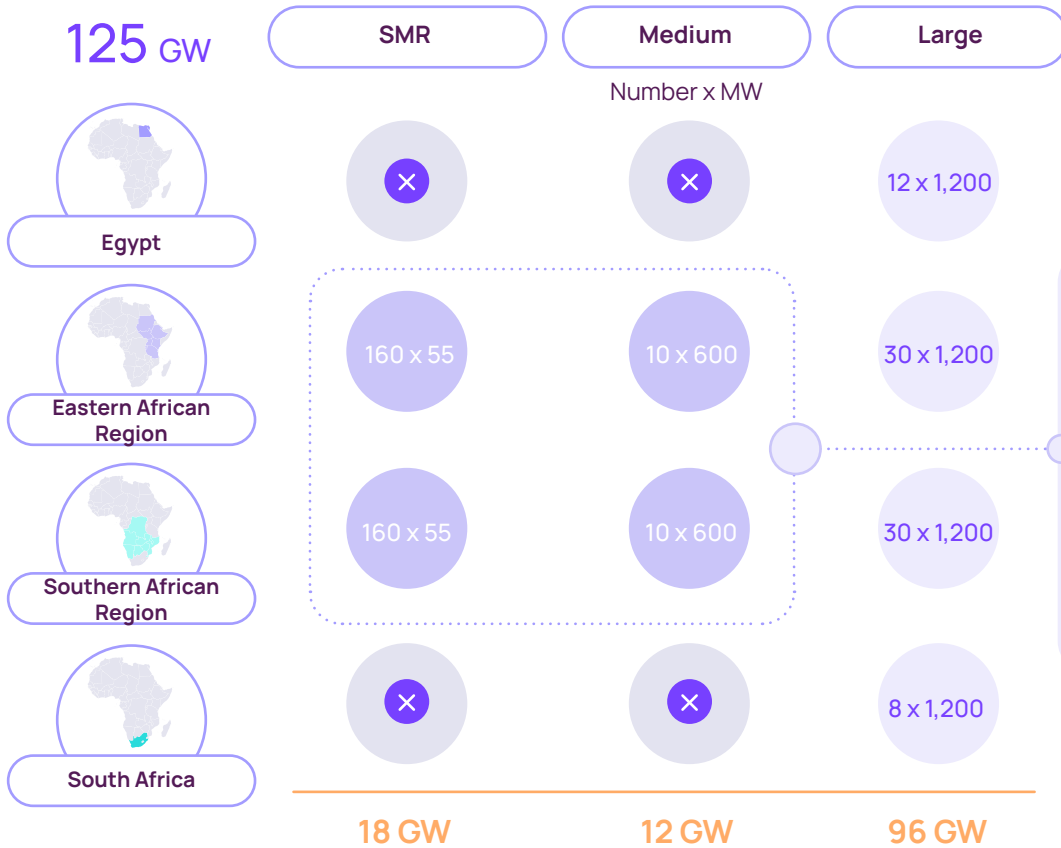 125 GW
SMR
Medium
Large
Number x MW
Egypt
12 x 1,200
Eastern African
Region
160 x 55
10 x 600
30 x 1,200
Southern African
Region
160 x 55
10 x 600
30 x 1,200
South Africa
8 x 1,200
18 GW
12 GW
96 GW